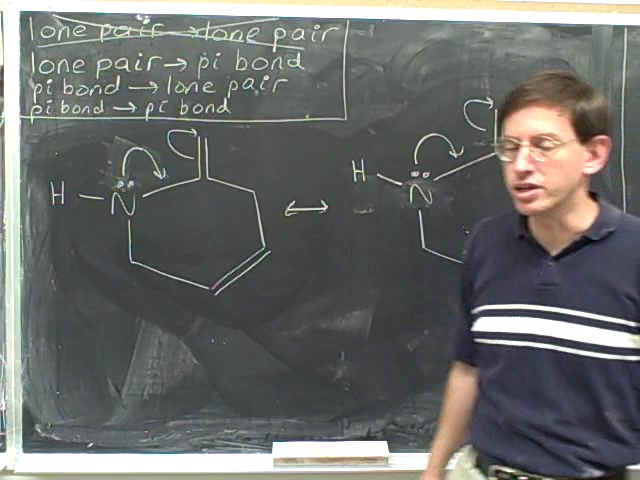 lone pair → lone pair
lone pair → pi bond
pi bond → lone pair
pi bond → pi bond
H – N
H N